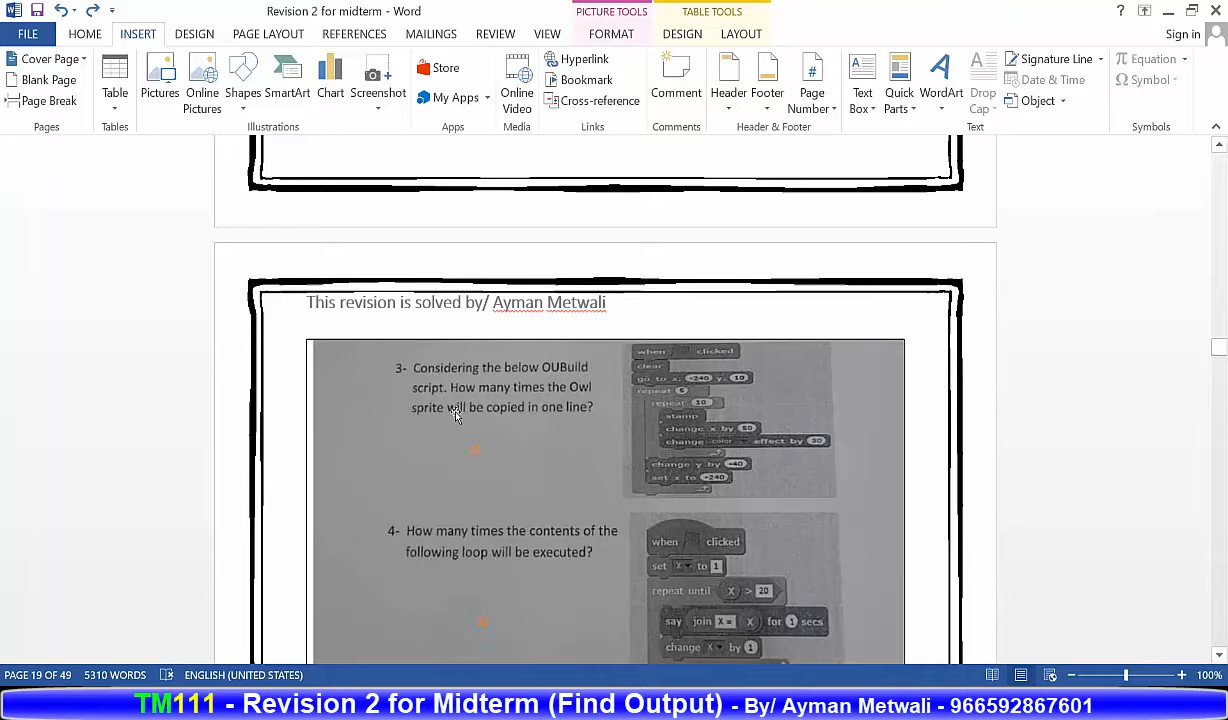 Revision 2 for midterm - Word
PICTURE TOOLS
TABLE TOOLS
?
FILE
HOME
INSERT
DESIGN
PAGE LAYOUT
REFERENCES
MAILINGS
REVIEW
VIEW
FORMAT
DESIGN
LAYOUT
Sign in
Cover Page
Blank Page
Page Break
Pages
Table
Tables
Pictures
Online Pictures
Shapes
SmartArt
Chart
Screenshot
Illustrations
Store
My Apps
Apps
Online Video
Media
Hyperlink
Bookmark
Cross-reference
Links
Comment
Comments
Header
Footer
Page Number
Header & Footer
Text Box
Quick Parts
WordArt
Drop Cap
Signature Line
Date & Time
Object
Text
Equation
Symbol
Symbols
This revision is solved by/ Ayman Metwali
3- Considering the below OUBuild
script. How many times the Owl
sprite will be copied in one line?
when clicked
clear
go to x: -240 y: 10
repeat 5
repeat 10
stamp
change x by 50
change color effect by 30
change y by -40
set x to -240
4- How many times the contents of the
following loop will be executed?
when clicked
set X to 1
repeat until X > 20
say join X = X for 1 secs
change X by 1
PAGE 19 OF 49
5310 WORDS
ENGLISH (UNITED STATES)
100%
TM111 - Revision 2 for Midterm (Find Output) - By/ Ayman Metwali - 966592867601